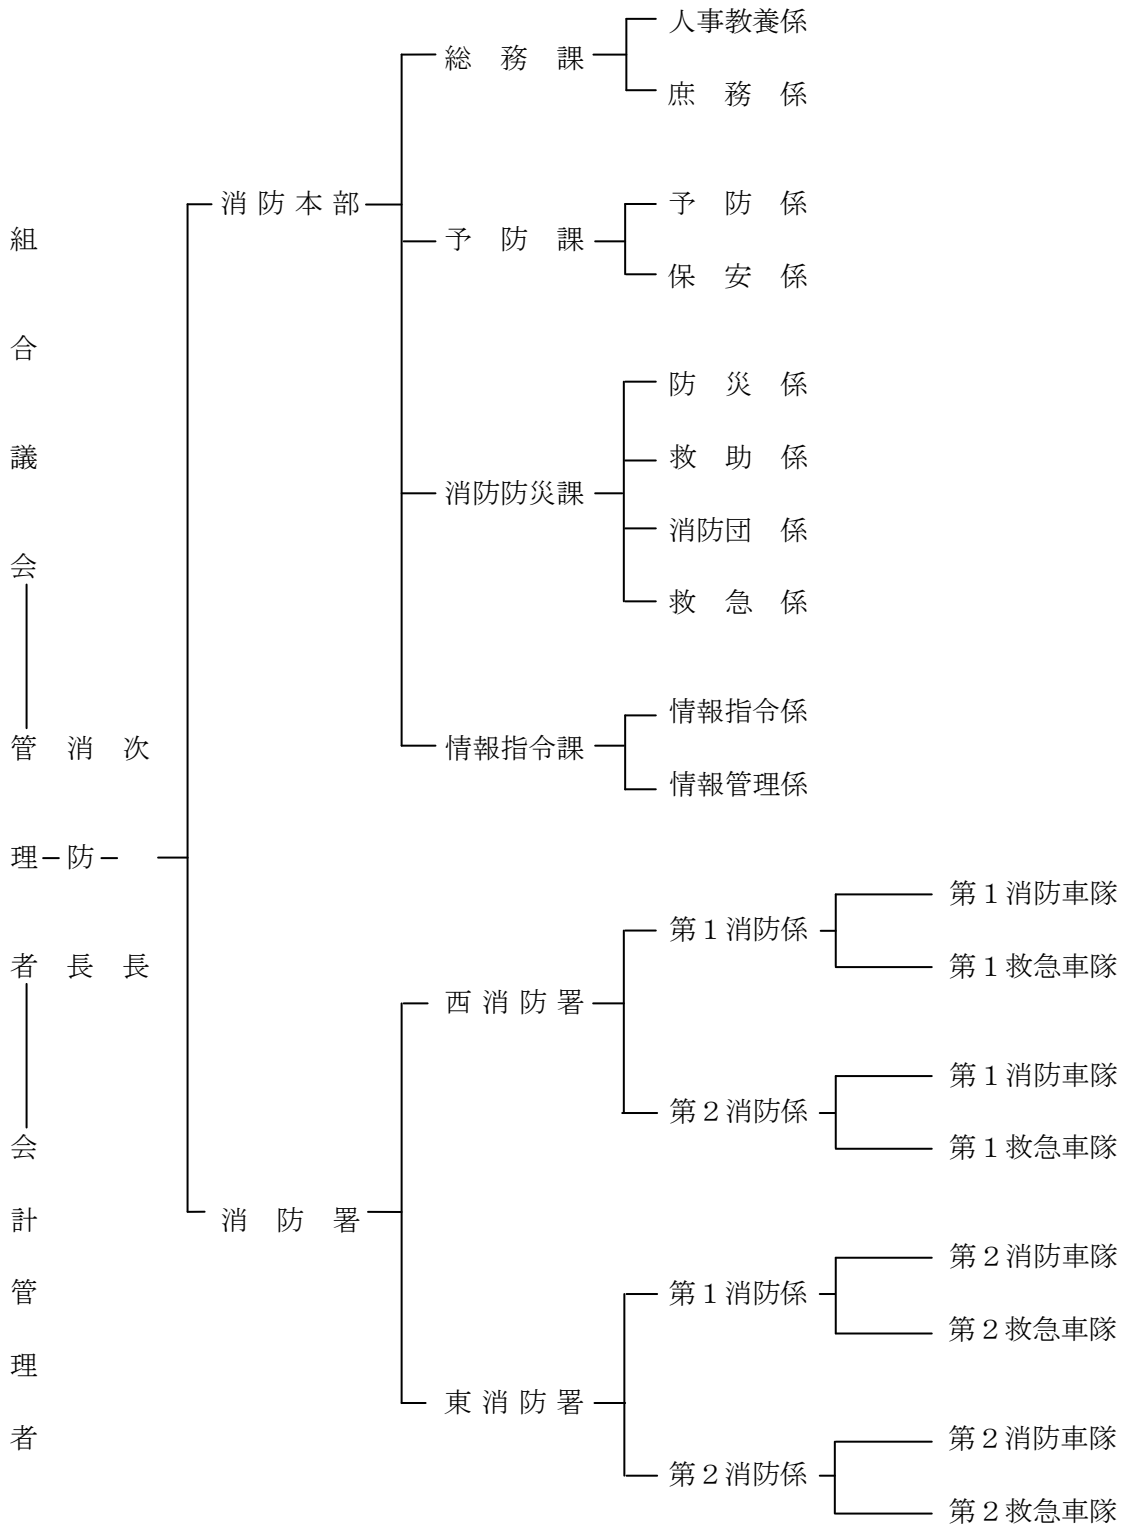 組合議会
管理者
会計管理者
消防長
次長
消防本部
総務課
人事教養係
庶務係
予防課
予防係
保安係
消防防災課
防災係
救助係
消防団係
救急係
情報指令課
情報指令係
情報管理係
消防署
西消防署
第1消防係
第1消防車隊
第1救急車隊
第2消防係
第1消防車隊
第1救急車隊
東消防署
第1消防係
第2消防車隊
第2救急車隊
第2消防係
第2消防車隊
第2救急車隊